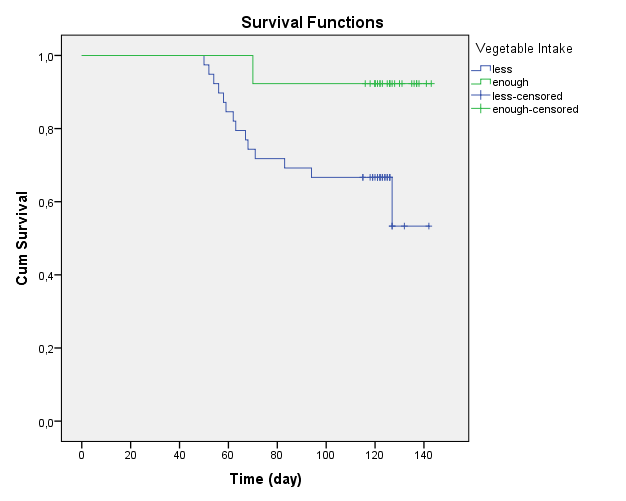 Survival Functions
Vegetable Intake
less
enough
less-censored
enough-censored
1,0
0,8
0,6
0,4
0,2
0,0
Cum Survival
0 20 40 60 80 100 120 140
Time (day)